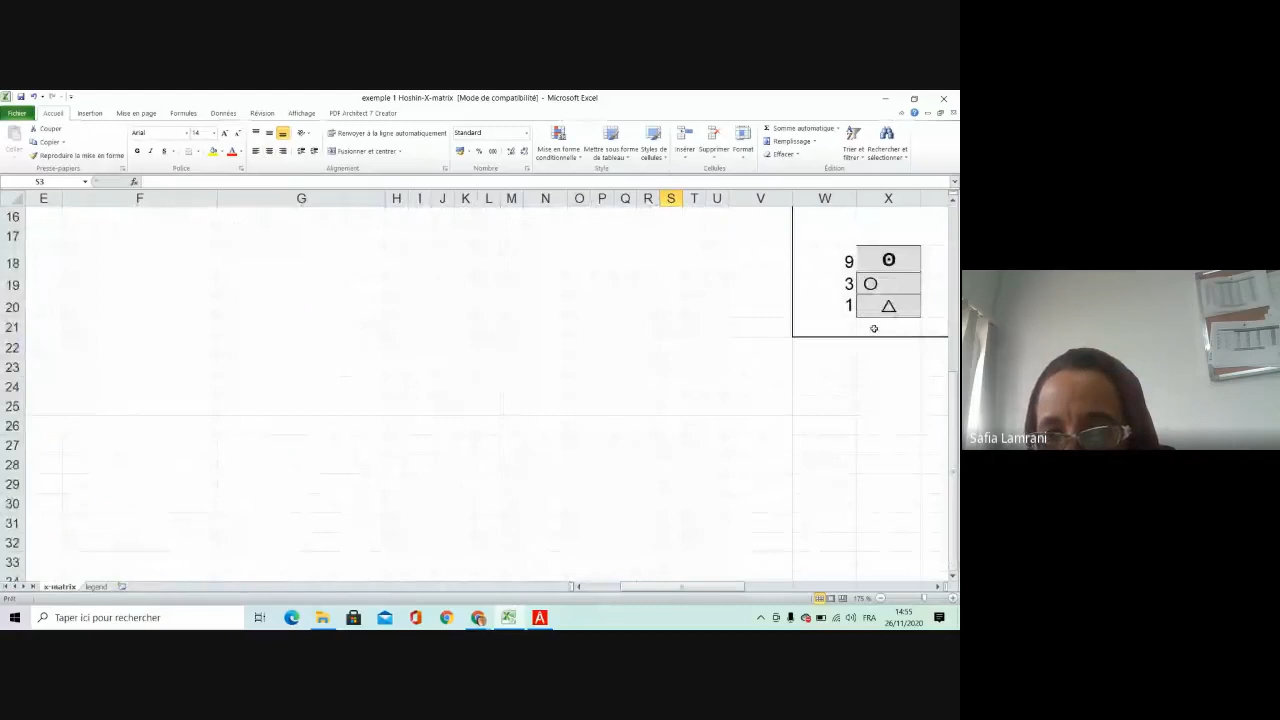 exemple 1 Hoshin-X-matrix [Mode de compatibilité] - Microsoft Excel
Fichier Accueil Insertion Mise en page Formules Données Révision Affichage PDF Architect 7 Creator
Coller
Couper
Copier
Reproduire la mise en forme
Presse-papiers
Arial 14
G I S
Police
Renvoyer à la ligne automatiquement
Fusionner et centrer
Alignement
Standard
% 000
Nombre
Mise en forme conditionnelle
Mettre sous forme de tableau
Styles de cellules
Style
Insérer Supprimer Format
Cellules
Σ Somme automatique
Remplissage
Effacer
Trier et filtrer
Rechercher et sélectionner
Édition
S3 fx
E F G H I J K L M N O P Q R S T U V W X
16
17
18 9 ʘ
19 3 ○
20 1 △
21
22
23
24
25
26
27
28
29
30
31
32
33
34
x-matrix legend
Prêt 175 %
Taper ici pour rechercher
FRA
14:55
26/11/2020
Safia Lamrani